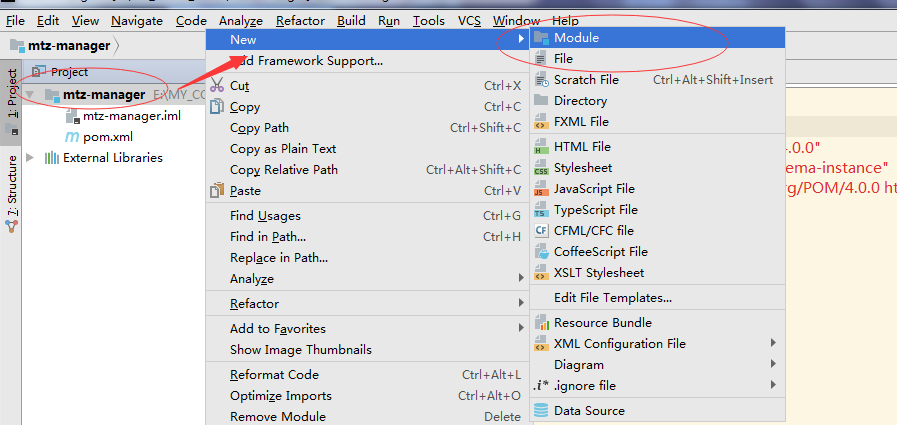 File Edit View Navigate Code Analyze Refactor Build Run Tools VCS Window Help
mtz-manager
1: Project
7: Structure
Project
mtz-manager E:\MY_CO
mtz-manager.iml
pom.xml
External Libraries
New
Framework Support...
Cut Ctrl+X
Copy Ctrl+C
Copy Path Ctrl+Shift+C
Copy as Plain Text
Copy Relative Path Ctrl+Alt+Shift+C
Paste Ctrl+V
Find Usages Ctrl+G
Find in Path... Ctrl+H
Replace in Path...
Analyze
Refactor
Add to Favorites
Show Image Thumbnails
Reformat Code Ctrl+Alt+L
Optimize Imports Ctrl+Alt+O
Remove Module Delete
Module
File
Scratch File Ctrl+Alt+Shift+Insert
Directory
FXML File
HTML File
Stylesheet
JavaScript File
TypeScript File
CFML/CFC file
CoffeeScript File
XSLT Stylesheet
Edit File Templates...
Resource Bundle
XML Configuration File
Diagram
.ignore file
Data Source
4.0.0"
ema-instance"
rg/POM/4.0.0 ht